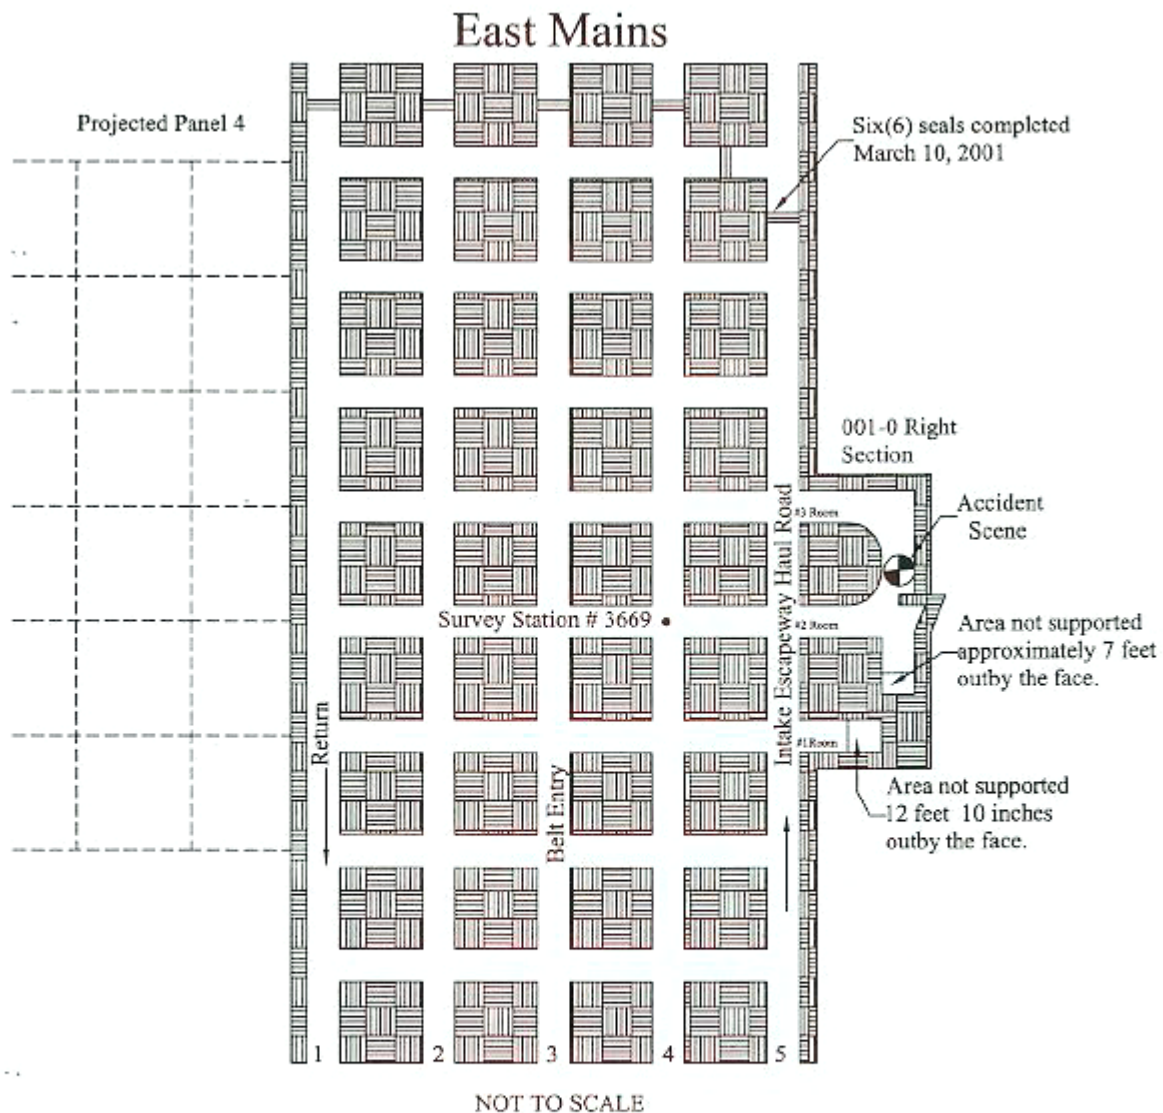 East Mains
Projected Panel 4
Six(6) seals completed
March 10, 2001
001-0 Right
Section
#3 Room
Accident
Scene
Intake Escapeway Haul Road
Survey Station # 3669
#2 Room
Area not supported
approximately 7 feet
outby the face.
Return
#1Room
Belt Entry
Area not supported
12 feet 10 inches
outby the face.
1 2 3 4 5
NOT TO SCALE